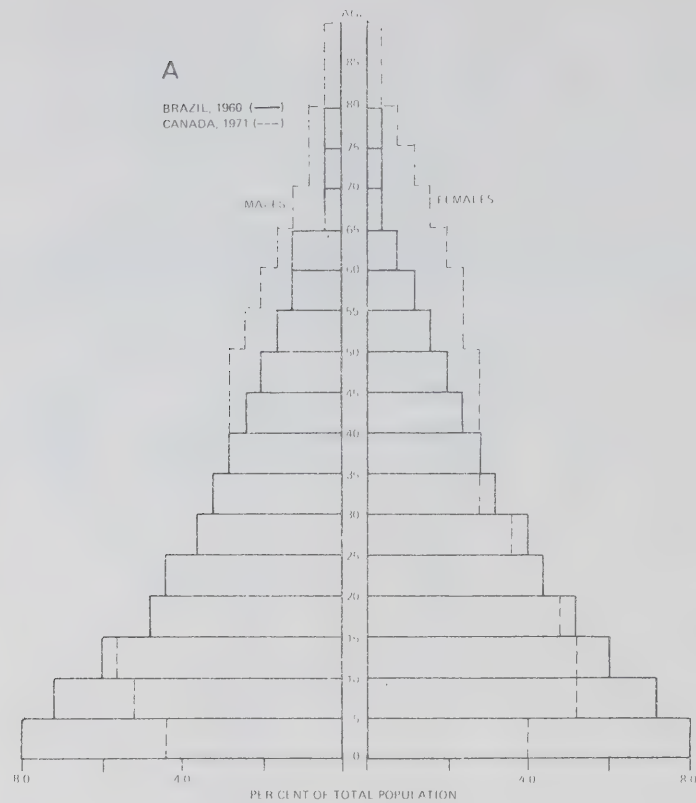 AGE
A
85
BRAZIL, 1960 (——)
80
CANADA, 1971 (---)
75
70
MALES
FEMALES
65
60
55
50
45
40
35
30
25
20
15
10
5
0
8.0 4.0 4.0 8.0
PER CENT OF TOTAL POPULATION